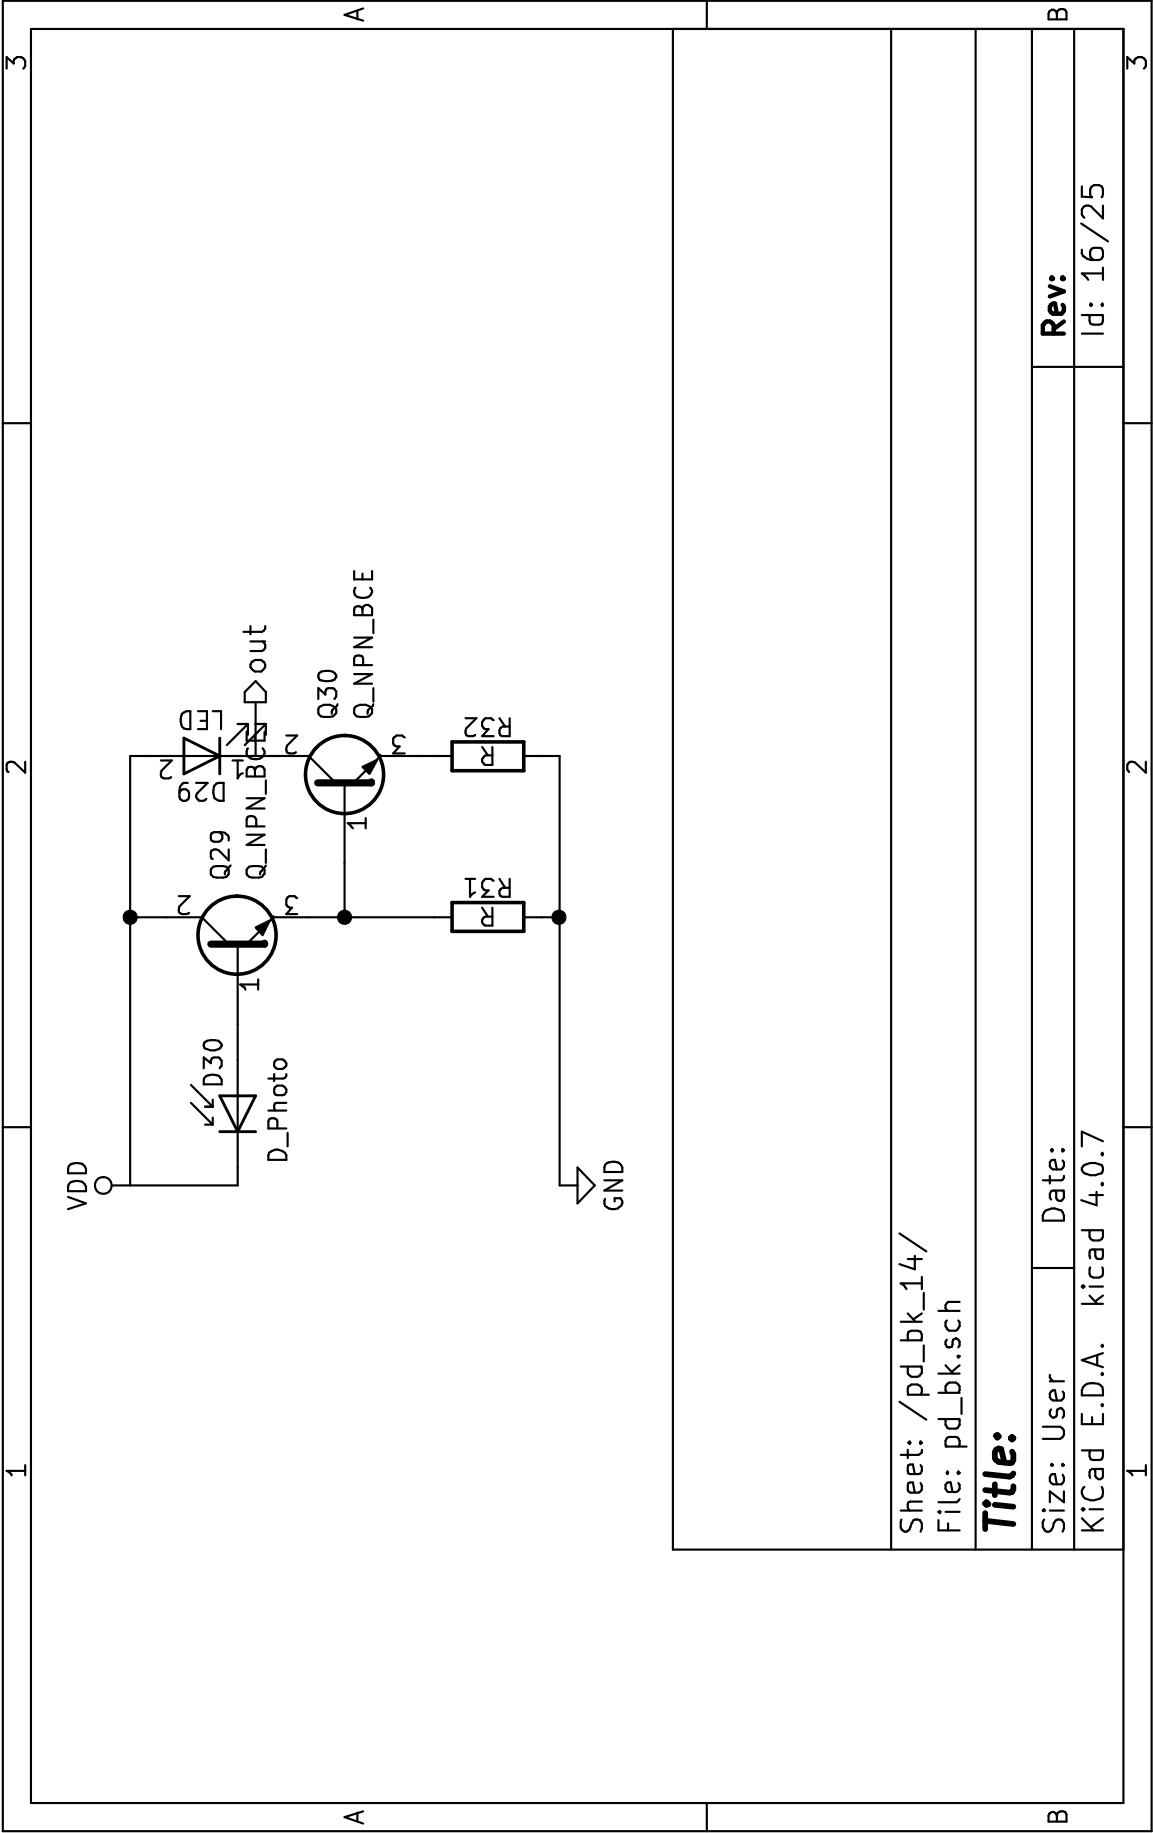 1
2
3
A
A
VDD
D30
D_Photo
1
2
3
Q29
Q_NPN_BCE
D29
LED
2
1
out
2
Q30
Q_NPN_BCE
1
3
R31
R
R32
R
GND
B
B
Sheet: /pd_bk_14/
File: pd_bk.sch
Title:
Size: User
Date:
Rev:
KiCad E.D.A. kicad 4.0.7
Id: 16/25
1
2
3